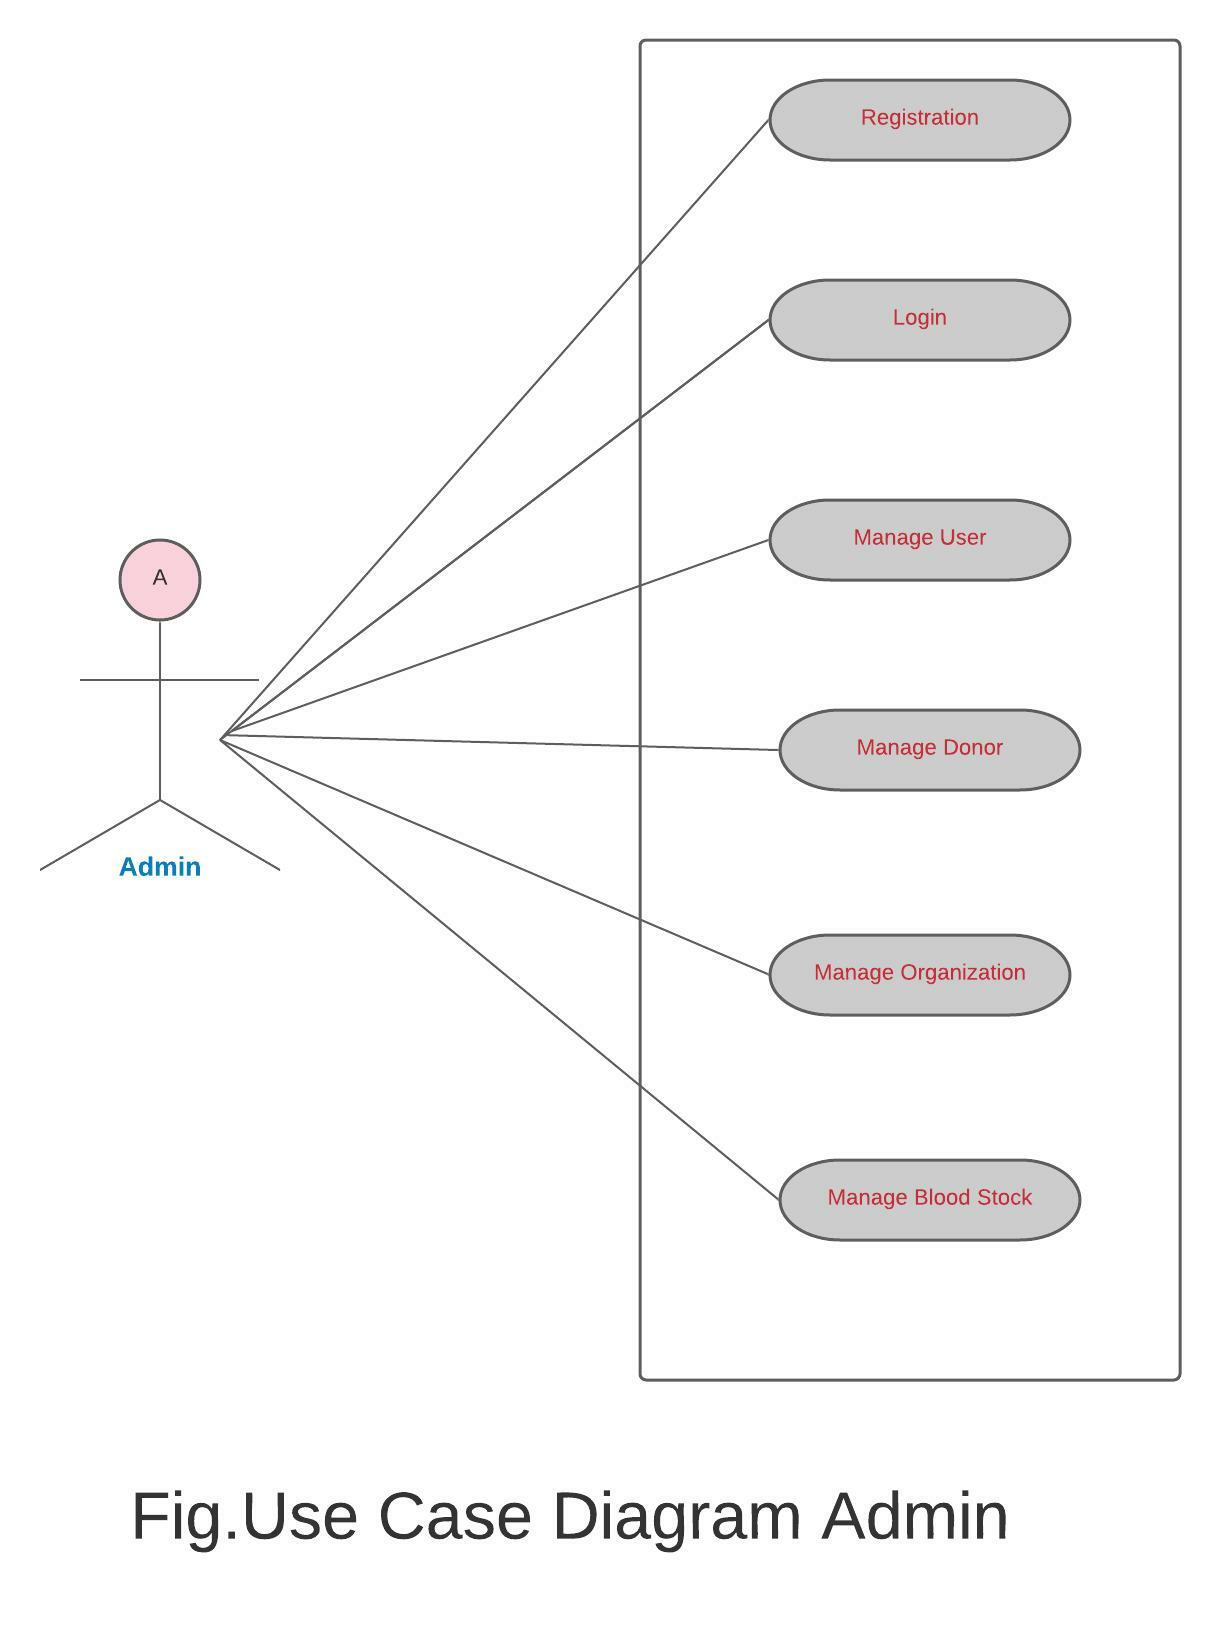 Registration
Login
Manage User
A
Manage Donor
Admin
Manage Organization
Manage Blood Stock
Fig.Use Case Diagram Admin